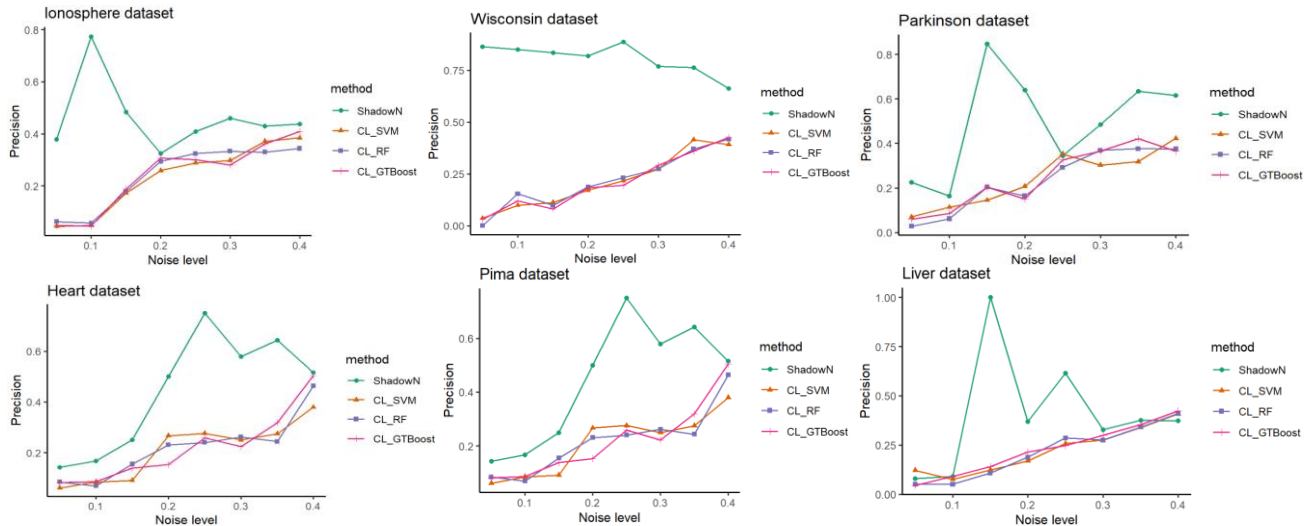 Ionosphere dataset
Precision
0.8
0.6
0.4
0.2
0.1
0.2
0.3
0.4
Noise level
method
ShadowN
CL_SVM
CL_RF
CL_GTBoost
Wisconsin dataset
Precision
0.75
0.50
0.25
0.00
0.1
0.2
0.3
0.4
Noise level
method
ShadowN
CL_SVM
CL_RF
CL_GTBoost
Parkinson dataset
Precision
0.8
0.6
0.4
0.2
0.0
0.1
0.2
0.3
0.4
Noise level
method
ShadowN
CL_SVM
CL_RF
CL_GTBoost
Heart dataset
Precision
0.6
0.4
0.2
0.1
0.2
0.3
0.4
Noise level
method
ShadowN
CL_SVM
CL_RF
CL_GTBoost
Pima dataset
Precision
0.6
0.4
0.2
0.1
0.2
0.3
0.4
Noise level
method
ShadowN
CL_SVM
CL_RF
CL_GTBoost
Liver dataset
Precision
1.00
0.75
0.50
0.25
0.00
0.1
0.2
0.3
0.4
Noise level
method
ShadowN
CL_SVM
CL_RF
CL_GTBoost